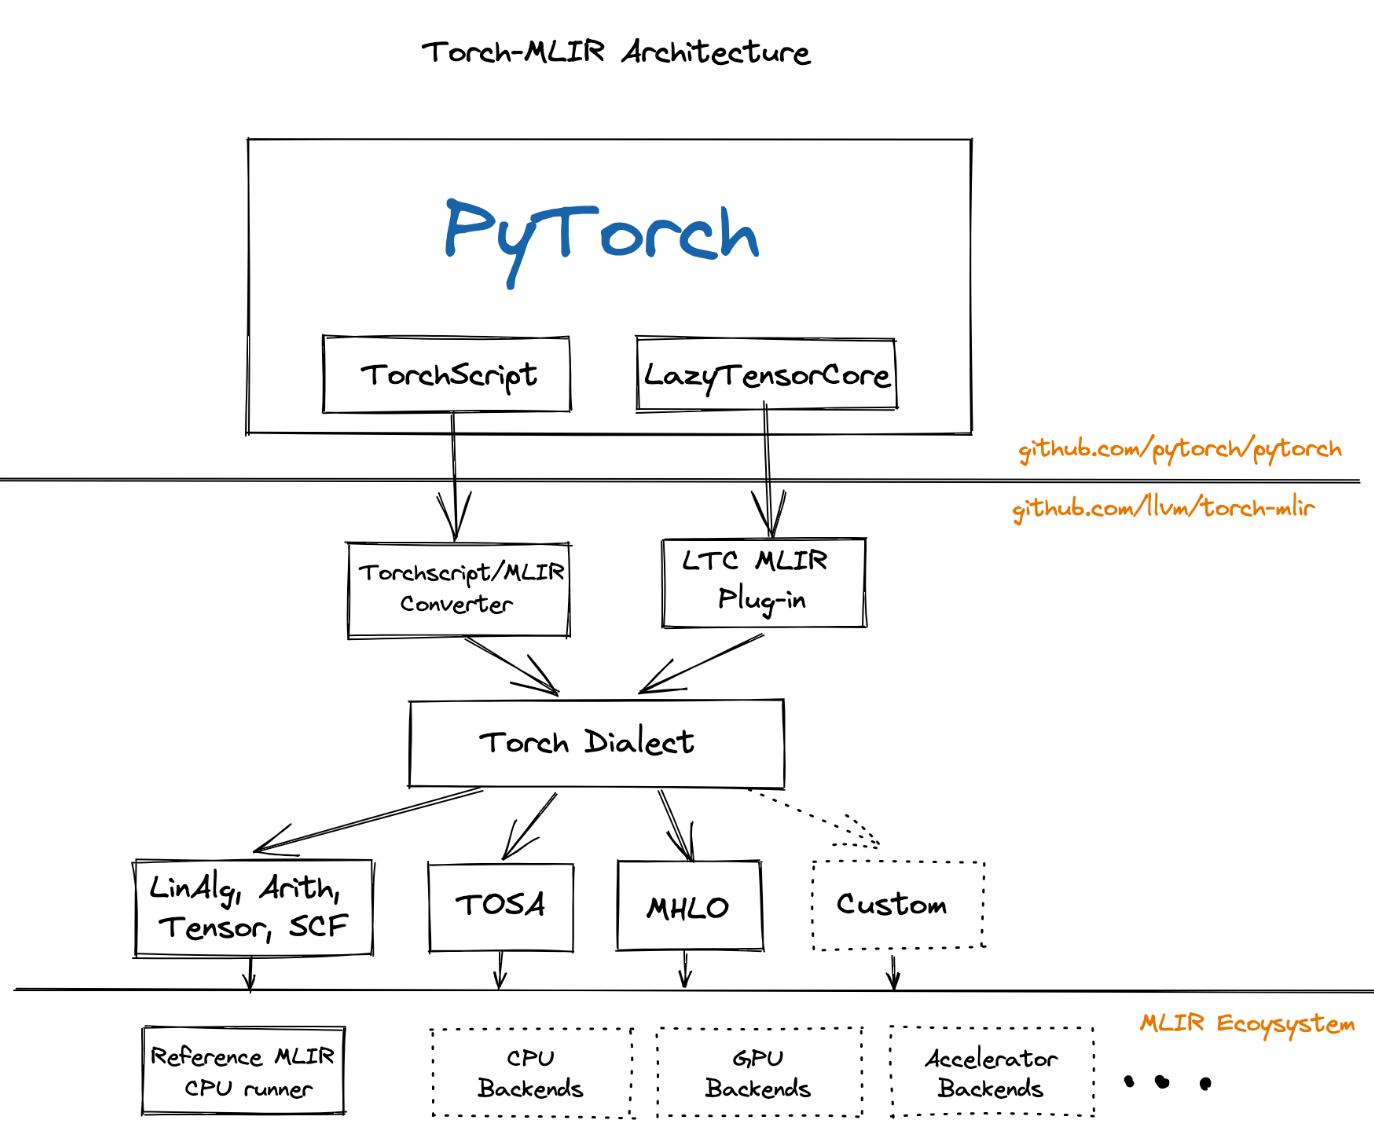 Torch-MLIR Architecture
PyTorch
TorchScript
LazyTensorCore
github.com/pytorch/pytorch
github.com/llvm/torch-mlir
Torchscript/MLIR
Converter
LTC MLIR
Plug-in
Torch Dialect
LinAlg, Arith,
Tensor, SCF
TOSA
MHLO
Custom
MLIR Ecoysystem
Reference MLIR
CPU runner
CPU
Backends
GPU
Backends
Accelerator
Backends